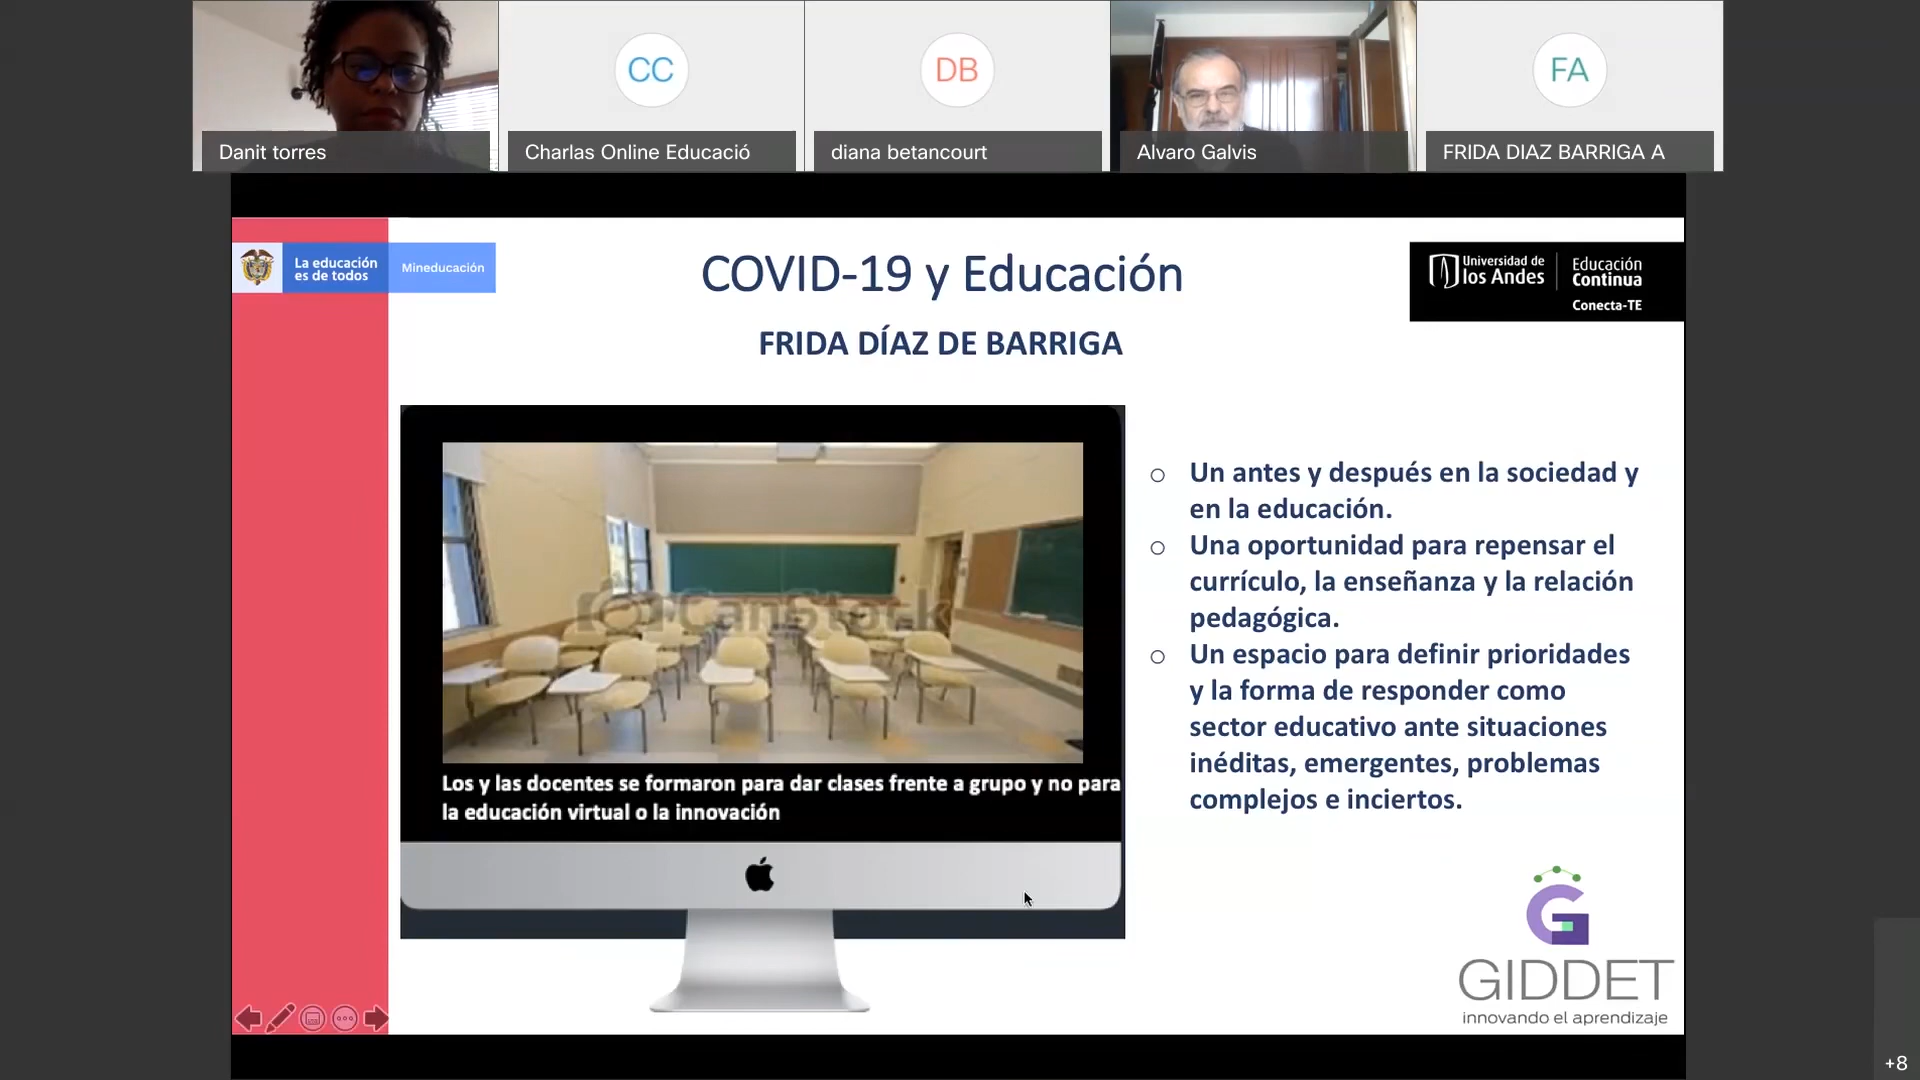 CC
DB
FA
Danit torres
Charlas Online Educació
diana betancourt
Alvaro Galvis
FRIDA DIAZ BARRIGA A
La educación
es de todos
Mineducación
COVID-19 y Educación
FRIDA DÍAZ DE BARRIGA
Universidad de
los Andes
Educación
Continua
Conecta-TE
CanStock
Los y las docentes se formaron para dar clases frente a grupo y no para
la educación virtual o la innovación
Un antes y después en la sociedad y
en la educación.
Una oportunidad para repensar el
currículo, la enseñanza y la relación
pedagógica.
Un espacio para definir prioridades
y la forma de responder como
sector educativo ante situaciones
inéditas, emergentes, problemas
complejos e inciertos.
G
GIDDET
innovando el aprendizaje
+8